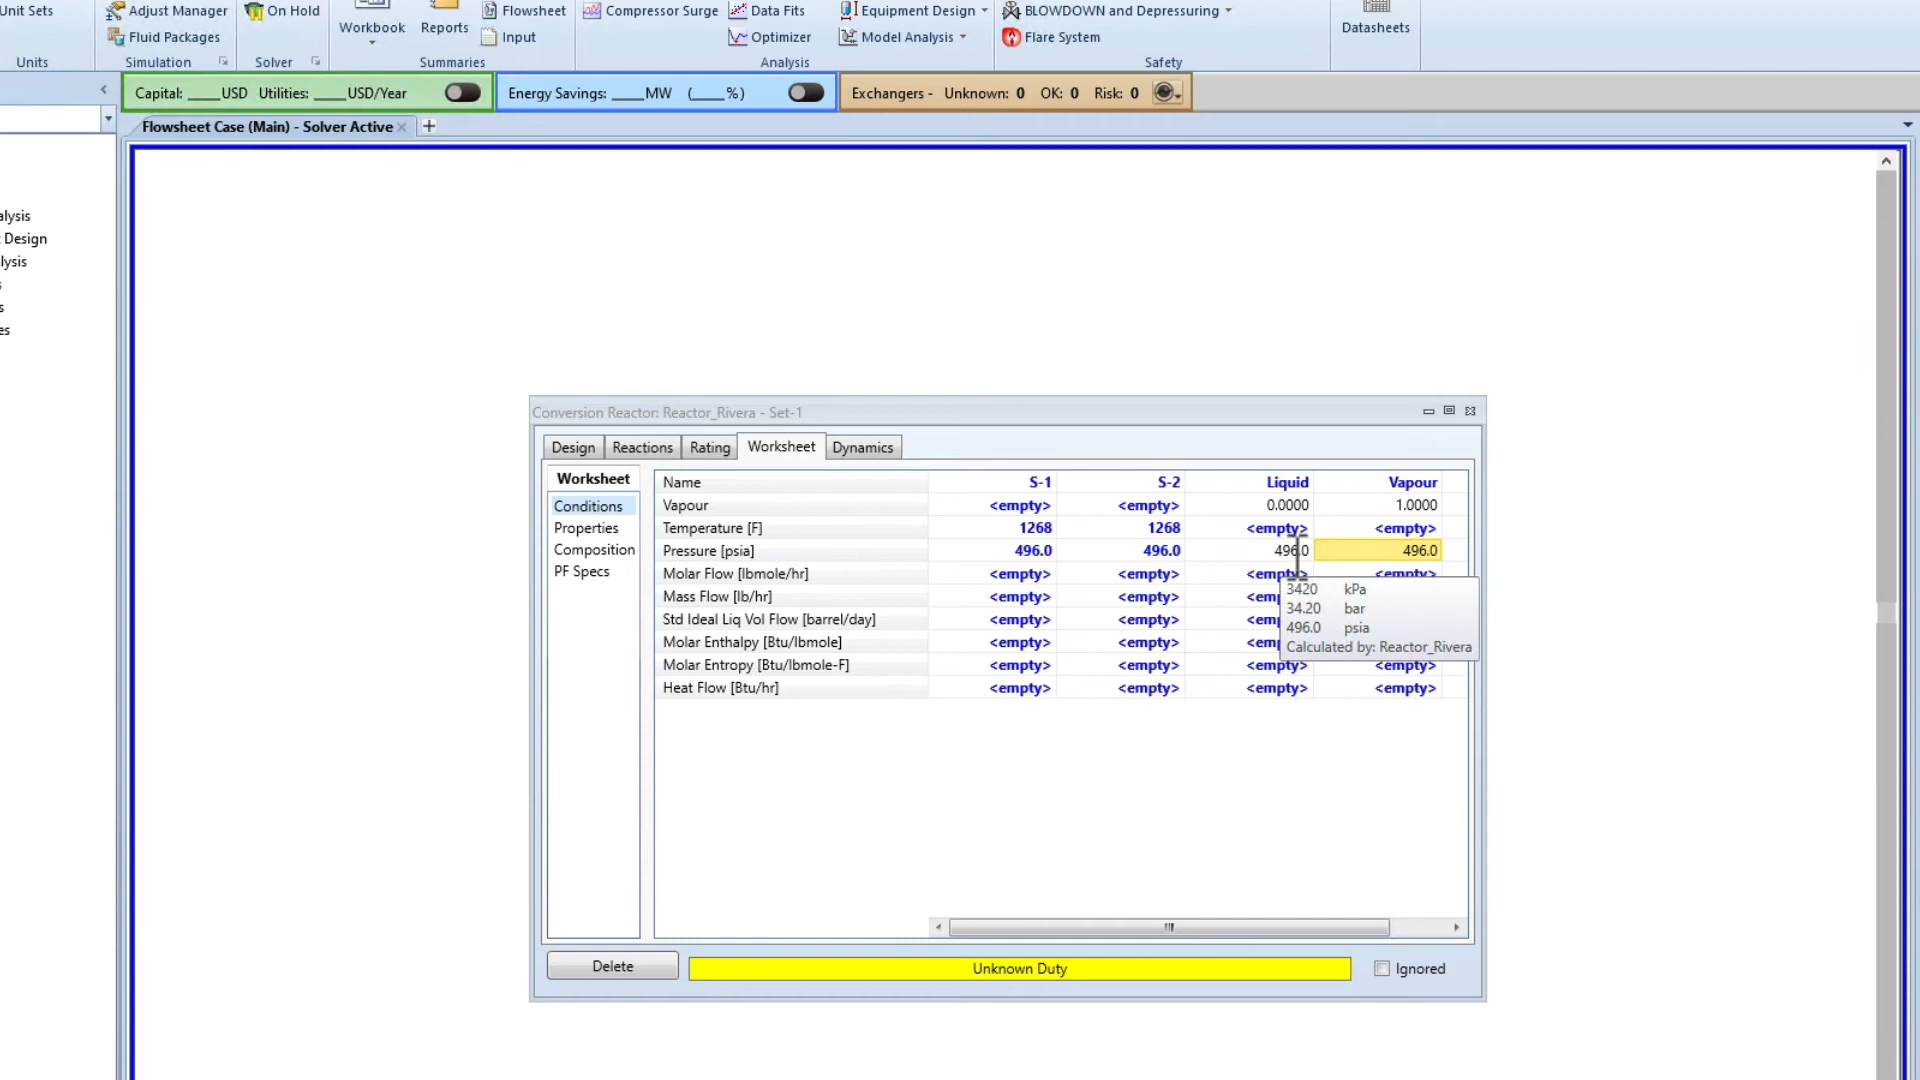 Unit Sets
Adjust Manager
On Hold
Workbook
Reports
Flowsheet
Compressor Surge
Data Fits
Equipment Design
BLOWDOWN and Depressuring
Datasheets
Fluid Packages
Input
Optimizer
Model Analysis
Flare System
Units
Simulation
Solver
Summaries
Analysis
Safety
Capital: ____USD Utilities: ____USD/Year
Energy Savings: ____MW (____%)
Exchangers - Unknown: 0 OK: 0 Risk: 0
Flowsheet Case (Main) - Solver Active
alysis
Design
lysis
s
s
es
Conversion Reactor: Reactor_Rivera - Set-1
Design Reactions Rating Worksheet Dynamics
Worksheet
Conditions
Properties
Composition
PF Specs
Name S-1 S-2 Liquid Vapour
Vapour <empty> <empty> 0.0000 1.0000
Temperature [F] 1268 1268 <empty> <empty>
Pressure [psia] 496.0 496.0 496.0 496.0
Molar Flow [lbmole/hr] <empty> <empty> <empty> <empty>
Mass Flow [lb/hr] <empty> <empty> <emp
Std Ideal Liq Vol Flow [barrel/day] <empty> <empty> <emp
Molar Enthalpy [Btu/lbmole] <empty> <empty> <emp
Molar Entropy [Btu/lbmole-F] <empty> <empty> <empty> <empty>
Heat Flow [Btu/hr] <empty> <empty> <empty> <empty>
3420 kPa
34.20 bar
496.0 psia
Calculated by: Reactor_Rivera
Delete
Unknown Duty
Ignored